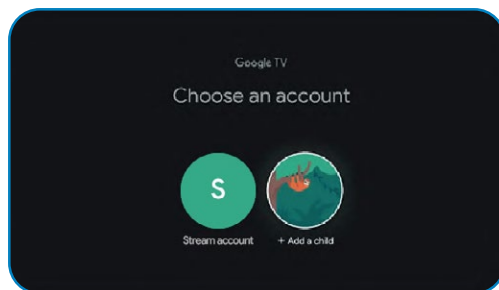 Google TV
Choose an account
S
Stream account
+ Add a child